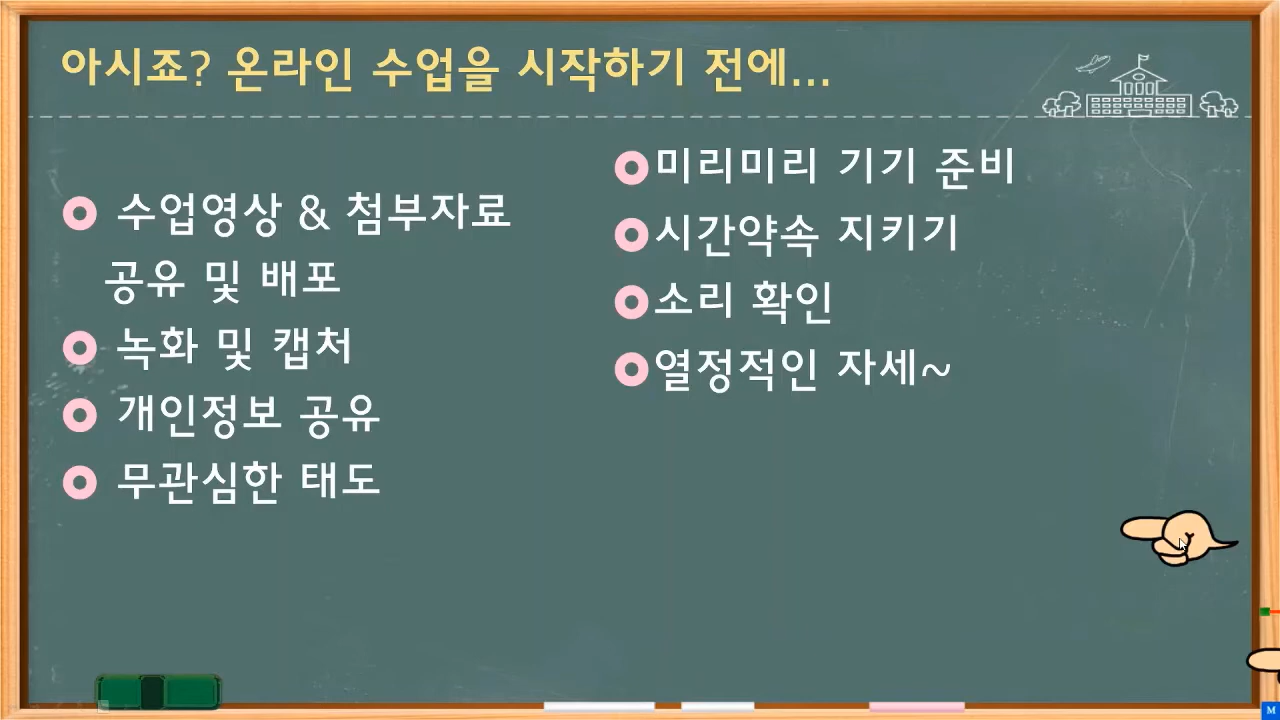 아시죠? 온라인 수업을 시작하기 전에...
수업영상 & 첨부자료
공유 및 배포
녹화 및 캡처
개인정보 공유
무관심한 태도
미리미리 기기 준비
시간약속 지키기
소리 확인
열정적인 자세~
M